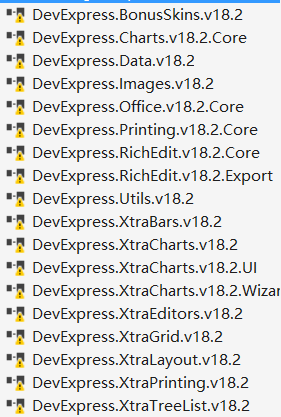 DevExpress.BonusSkins.v18.2
DevExpress.Charts.v18.2.Core
DevExpress.Data.v18.2
DevExpress.Images.v18.2
DevExpress.Office.v18.2.Core
DevExpress.Printing.v18.2.Core
DevExpress.RichEdit.v18.2.Core
DevExpress.RichEdit.v18.2.Export
DevExpress.Utils.v18.2
DevExpress.XtraBars.v18.2
DevExpress.XtraCharts.v18.2
DevExpress.XtraCharts.v18.2.UI
DevExpress.XtraCharts.v18.2.Wizar
DevExpress.XtraEditors.v18.2
DevExpress.XtraGrid.v18.2
DevExpress.XtraLayout.v18.2
DevExpress.XtraPrinting.v18.2
DevExpress.XtraTreeList.v18.2